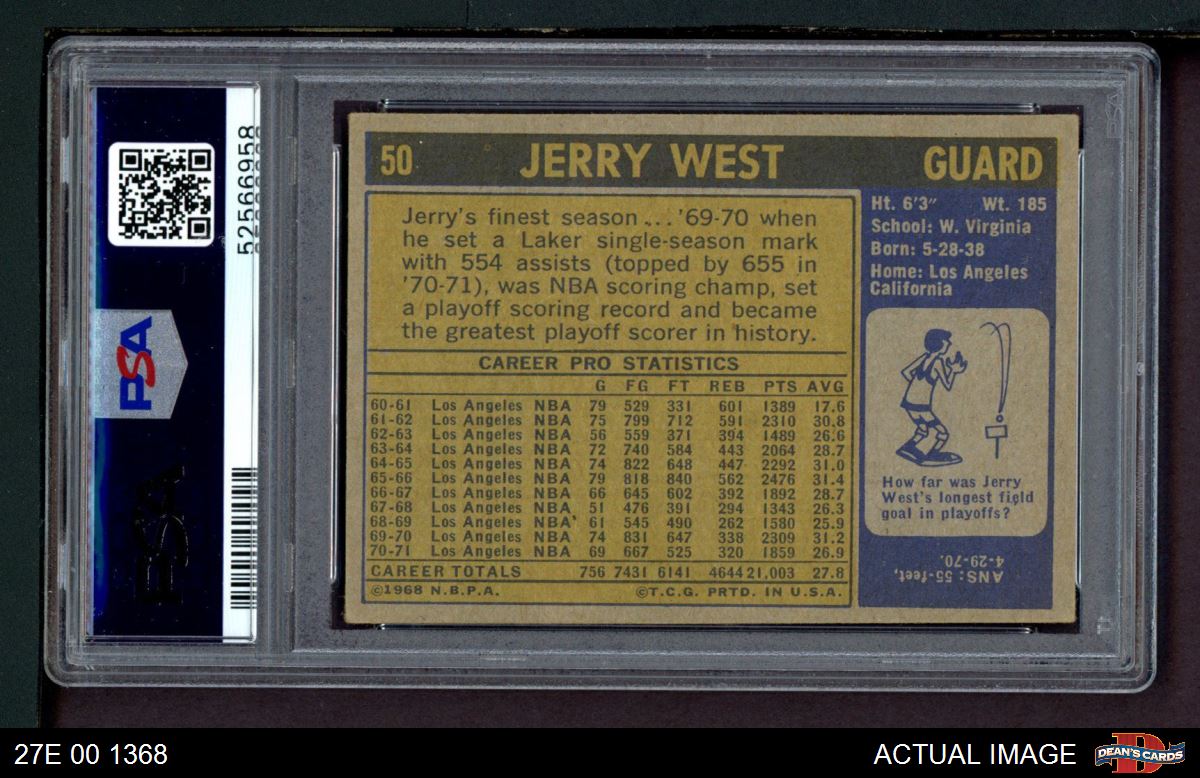 52566958
PSA
50 JERRY WEST GUARD
Jerry's finest season ... '69-70 when
he set a Laker single-season mark
with 554 assists (topped by 655 in
'70-71), was NBA scoring champ, set
a playoff scoring record and became
the greatest playoff scorer in history.
CAREER PRO STATISTICS
G FG FT REB PTS AVG
60-61 Los Angeles NBA 79 529 331 601 1389 17.6
61-62 Los Angeles NBA 75 799 712 591 2310 30.8
62-63 Los Angeles NBA 56 559 371 394 1489 26.6
63-64 Los Angeles NBA 72 740 584 443 2064 28.7
64-65 Los Angeles NBA 74 822 648 447 2292 31.0
65-66 Los Angeles NBA 79 818 840 562 2476 31.4
66-67 Los Angeles NBA 66 645 602 392 1892 28.7
67-68 Los Angeles NBA 51 476 391 294 1343 26.3
68-69 Los Angeles NBA 61 545 490 262 1580 25.9
69-70 Los Angeles NBA 74 831 647 338 2309 31.2
70-71 Los Angeles NBA 69 667 525 320 1859 26.9
CAREER TOTALS 756 7431 6141 4644 21,003 27.8
©1968 N.B.P.A. ©T.C.G. PRTD. IN U.S.A.
Ht. 6'3" Wt. 185
School: W. Virginia
Born: 5-28-38
Home: Los Angeles
California
How far was Jerry
West's longest field
goal in playoffs?
ANS: 55-feet,
4-29-70.
PSA
27E 00 1368
ACTUAL IMAGE
DEAN'S CARDS